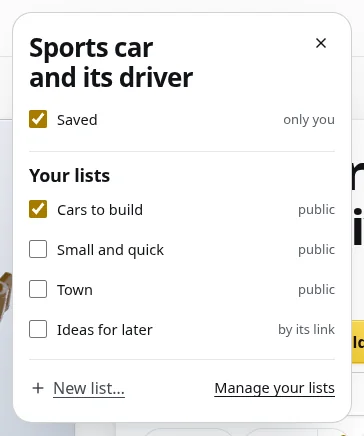 Sports car
and its driver
Saved only you
Your lists
Cars to build public
Small and quick public
Town public
Ideas for later by its link
+ New list... Manage your lists